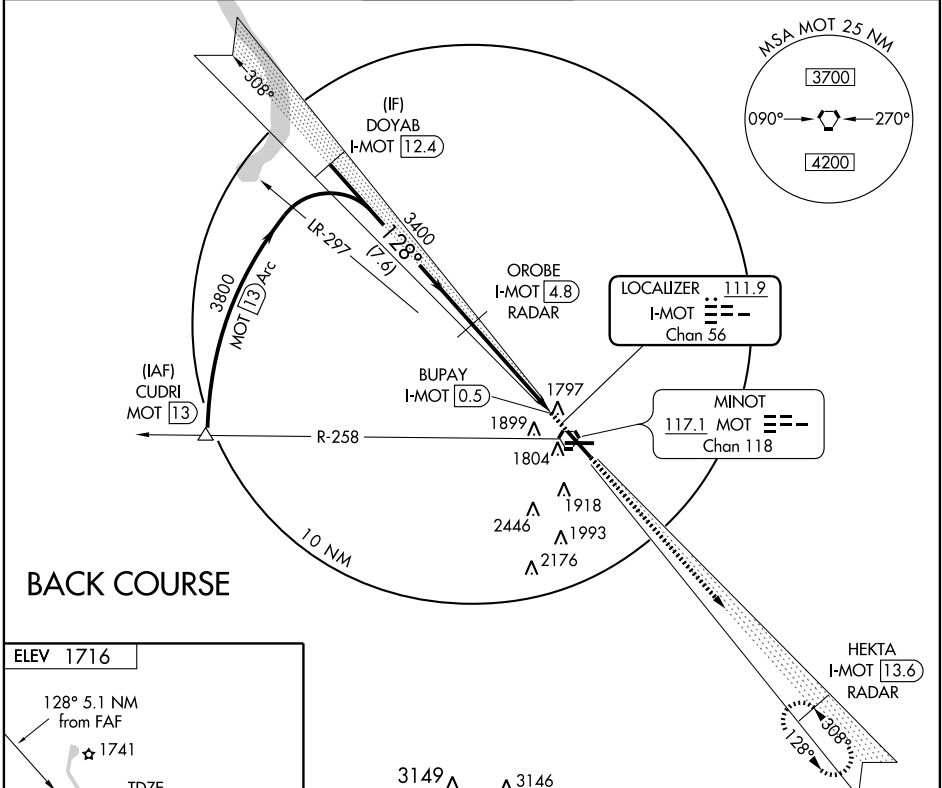 MSA MOT 25 NM
3700
090°
270°
4200
308°
(IF)
DOYAB
I-MOT 12.4
3400
128°
(7.6)
LR-297
3800
MOT 13 Arc
OROBE
I-MOT 4.8
RADAR
LOCALIZER 111.9
I-MOT
Chan 56
(IAF)
CUDRI
MOT 13
BUPAY
I-MOT 0.5
1797
1899
MINOT
117.1 MOT
Chan 118
R-258
1804
1918
2446
1993
2176
10 NM
BACK COURSE
HEKTA
I-MOT 13.6
RADAR
308°
128°
ELEV 1716
128° 5.1 NM
from FAF
1741
TDZE
3149
3146